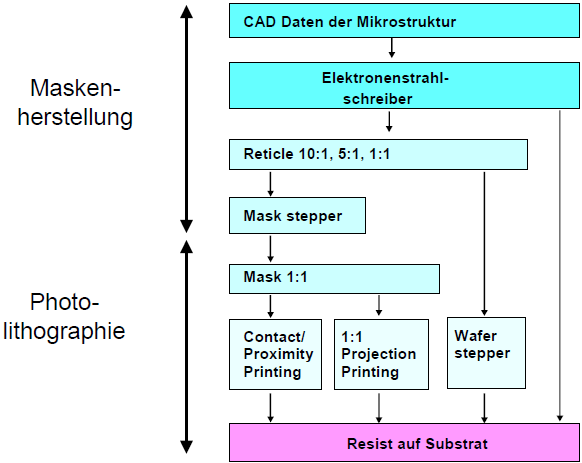 CAD Daten der Mikrostruktur
Elektronenstrahl-
schreiber
Masken-
herstellung
Reticle 10:1, 5:1, 1:1
Mask stepper
Mask 1:1
Photo-
lithographie
Contact/
Proximity
Printing
1:1
Projection
Printing
Wafer
stepper
Resist auf Substrat